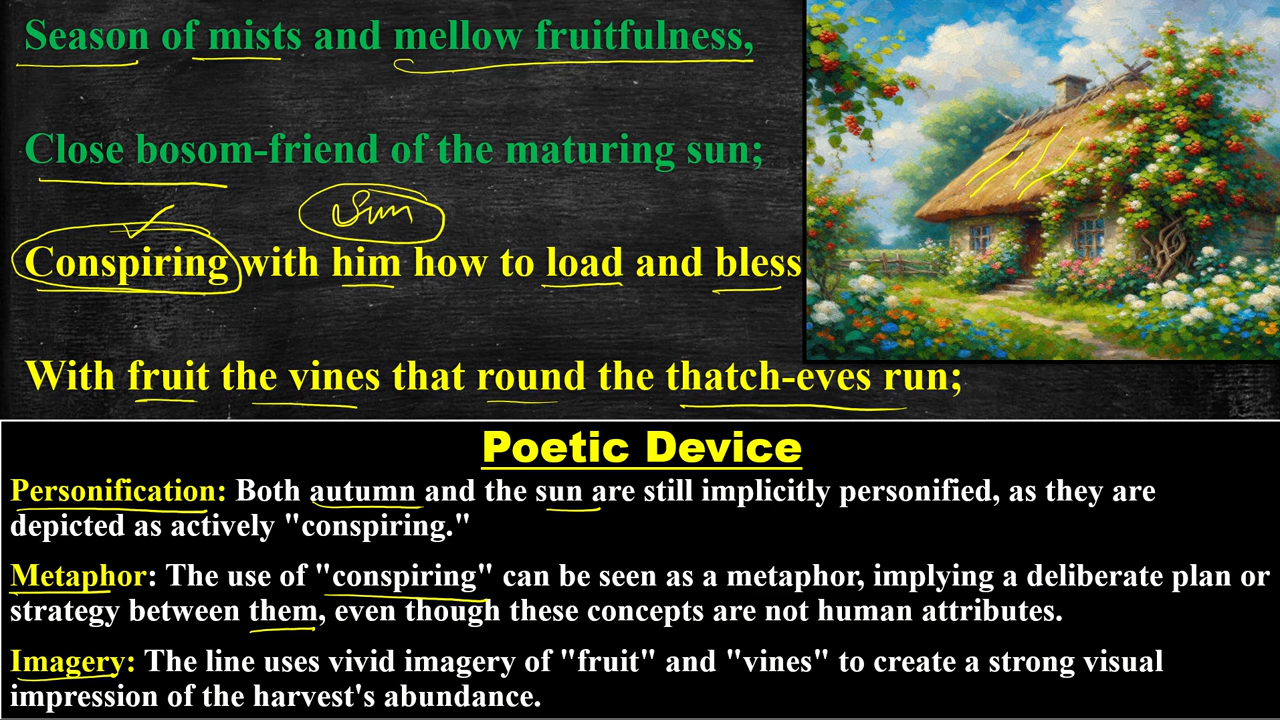 Season of mists and mellow fruitfulness,
Close bosom-friend of the maturing sun;
Sun
Conspiring with him how to load and bless
With fruit the vines that round the thatch-eves run;
Poetic Device
Personification: Both autumn and the sun are still implicitly personified, as they are
depicted as actively "conspiring."
Metaphor: The use of "conspiring" can be seen as a metaphor, implying a deliberate plan or
strategy between them, even though these concepts are not human attributes.
Imagery: The line uses vivid imagery of "fruit" and "vines" to create a strong visual
impression of the harvest's abundance.